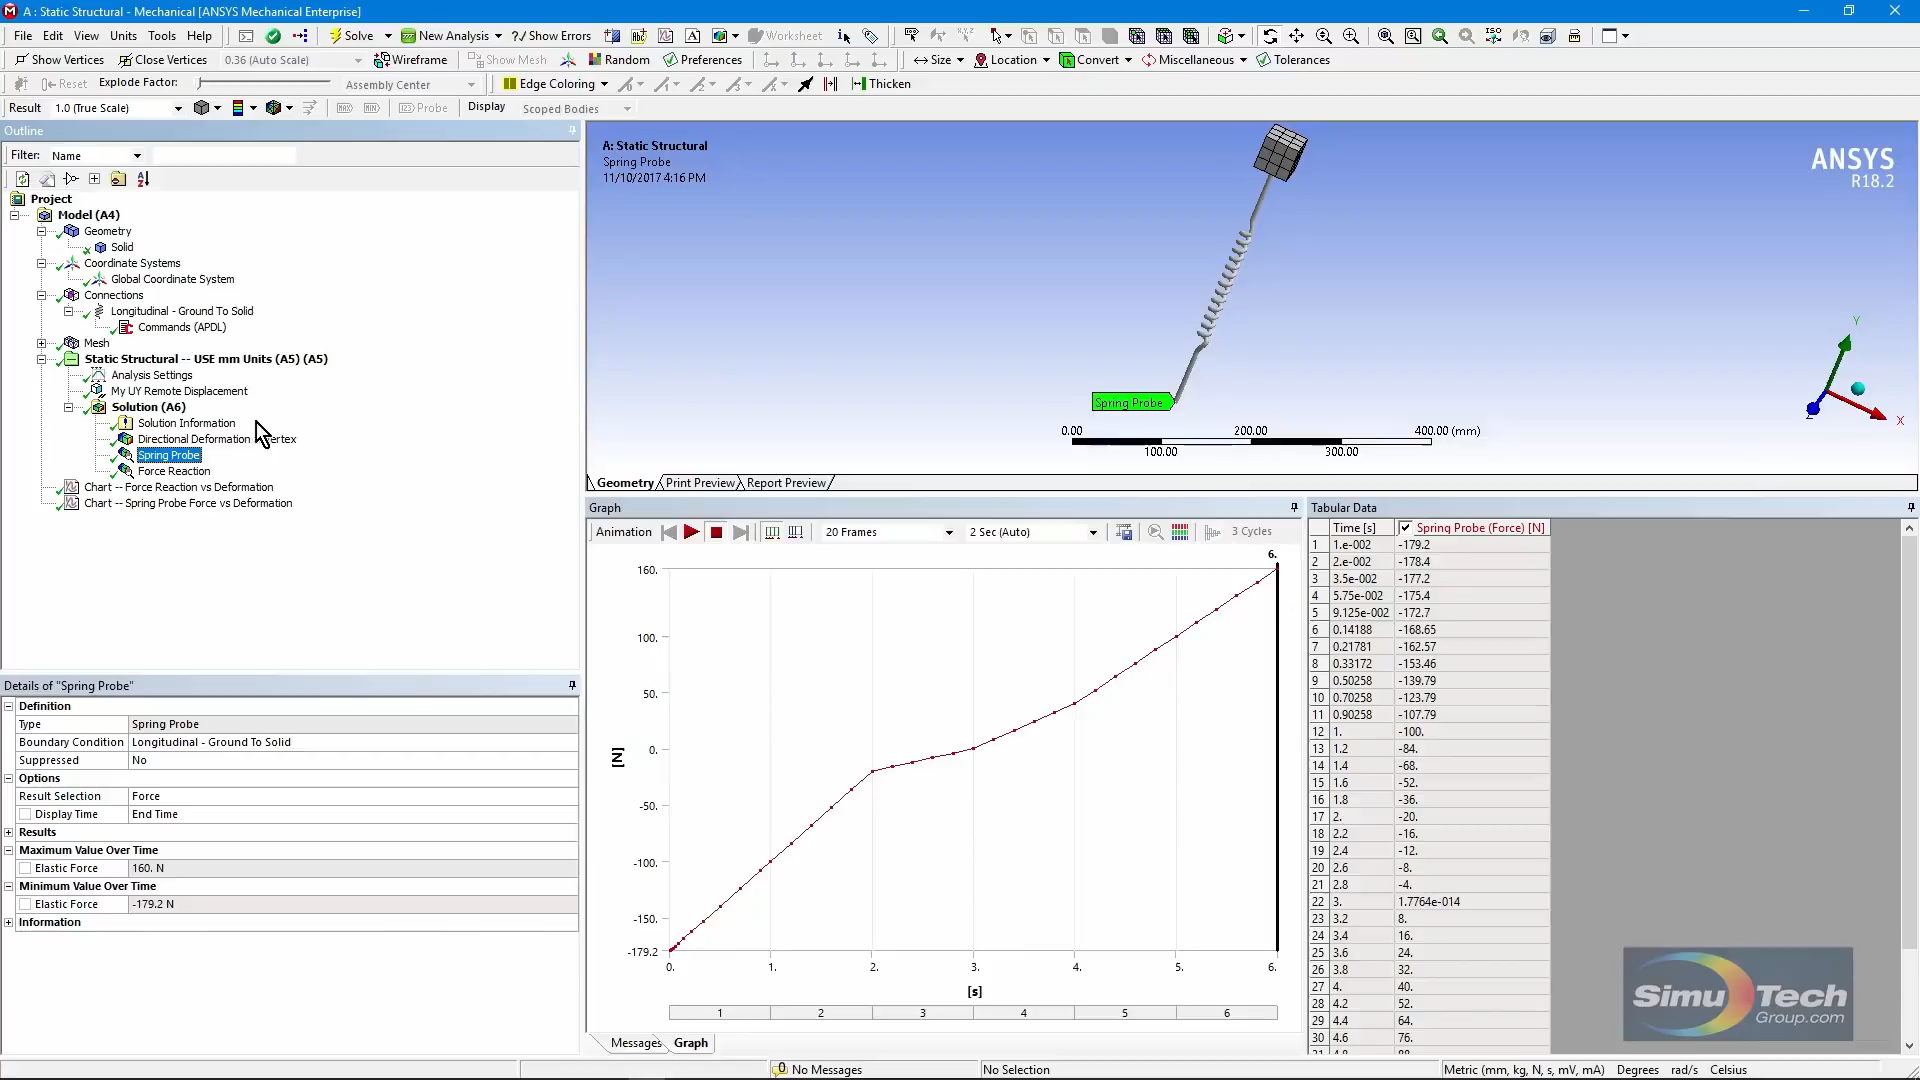 A : Static Structural - Mechanical [ANSYS Mechanical Enterprise]
File Edit View Units Tools Help Solve New Analysis Show Errors Worksheet
Show Vertices Close Vertices 0.36 (Auto Scale) Wireframe Show Mesh Random Preferences Size Location Convert Miscellaneous Tolerances
Reset Explode Factor: Assembly Center Edge Coloring Thicken
Result 1.0 (True Scale) Probe Display Scoped Bodies
Outline
Filter: Name
Project
Model (A4)
Geometry
Solid
Coordinate Systems
Global Coordinate System
Connections
Longitudinal - Ground To Solid
Commands (APDL)
Mesh
Static Structural -- USE mm Units (A5) (A5)
Analysis Settings
My UY Remote Displacement
Solution (A6)
Solution Information
Directional Deformation
Spring Probe
Force Reaction
Chart -- Force Reaction vs Deformation
Chart -- Spring Probe Force vs Deformation
Details of "Spring Probe"
Definition
Type Spring Probe
Boundary Condition Longitudinal - Ground To Solid
Suppressed No
Options
Result Selection Force
Display Time End Time
Results
Maximum Value Over Time
Elastic Force 160. N
Minimum Value Over Time
Elastic Force -179.2 N
Information
A: Static Structural
Spring Probe
11/10/2017 4:16 PM
ANSYS
R18.2
Spring Probe
Y
X
Z
0.00 200.00 400.00 (mm)
100.00 300.00
Geometry Print Preview Report Preview
Graph
Animation 20 Frames 2 Sec (Auto) 3 Cycles
6.
160.
100.
50.
0.
-50.
-100.
-150.
-179.2
[N]
0. 1. 2. 3. 4. 5. 6.
[s]
1 2 3 4 5 6
Messages Graph
Tabular Data
Time [s] Spring Probe (Force) [N]
1 1.e-002 -179.2
2 2.e-002 -178.4
3 3.5e-002 -177.2
4 5.75e-002 -175.4
5 9.125e-002 -172.7
6 0.14188 -168.65
7 0.21781 -162.57
8 0.33172 -153.46
9 0.50258 -139.79
10 0.70258 -123.79
11 0.90258 -107.79
12 1. -100.
13 1.2 -84.
14 1.4 -68.
15 1.6 -52.
16 1.8 -36.
17 2. -20.
18 2.2 -16.
19 2.4 -12.
20 2.6 -8.
21 2.8 -4.
22 3. 1.7764e-014
23 3.2 8.
24 3.4 16.
25 3.6 24.
26 3.8 32.
27 4. 40.
28 4.2 52.
29 4.4 64.
30 4.6 76.
SimuTech
Group.com
No Messages No Selection Metric (mm, kg, N, s, mV, mA) Degrees rad/s Celsius